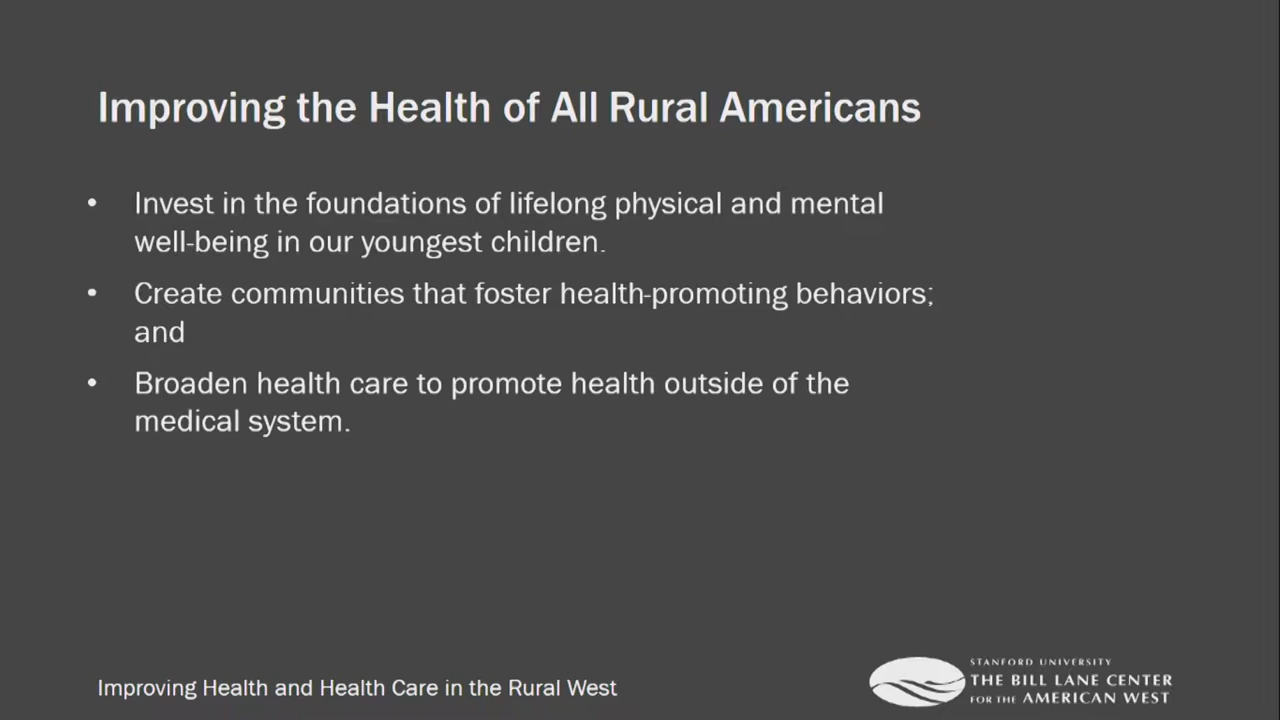 Improving the Health of All Rural Americans
• Invest in the foundations of lifelong physical and mental
well-being in our youngest children.
• Create communities that foster health-promoting behaviors;
and
• Broaden health care to promote health outside of the
medical system.
Improving Health and Health Care in the Rural West
STANFORD UNIVERSITY
THE BILL LANE CENTER
FOR THE AMERICAN WEST